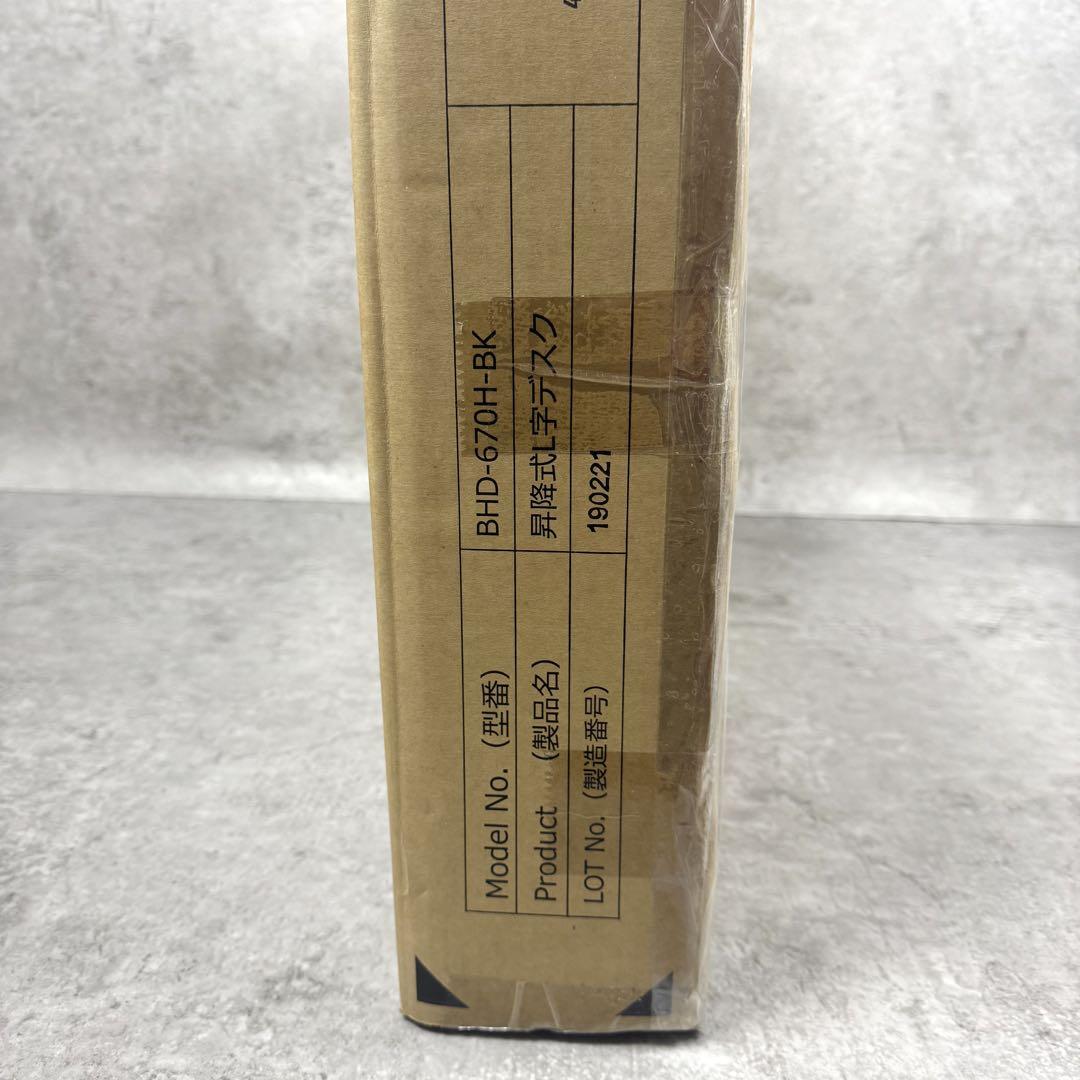 Model No. (型番) BHD-670H-BK
Product (製品名) 昇降式L字デスク
LOT No. (製造番号) 190221